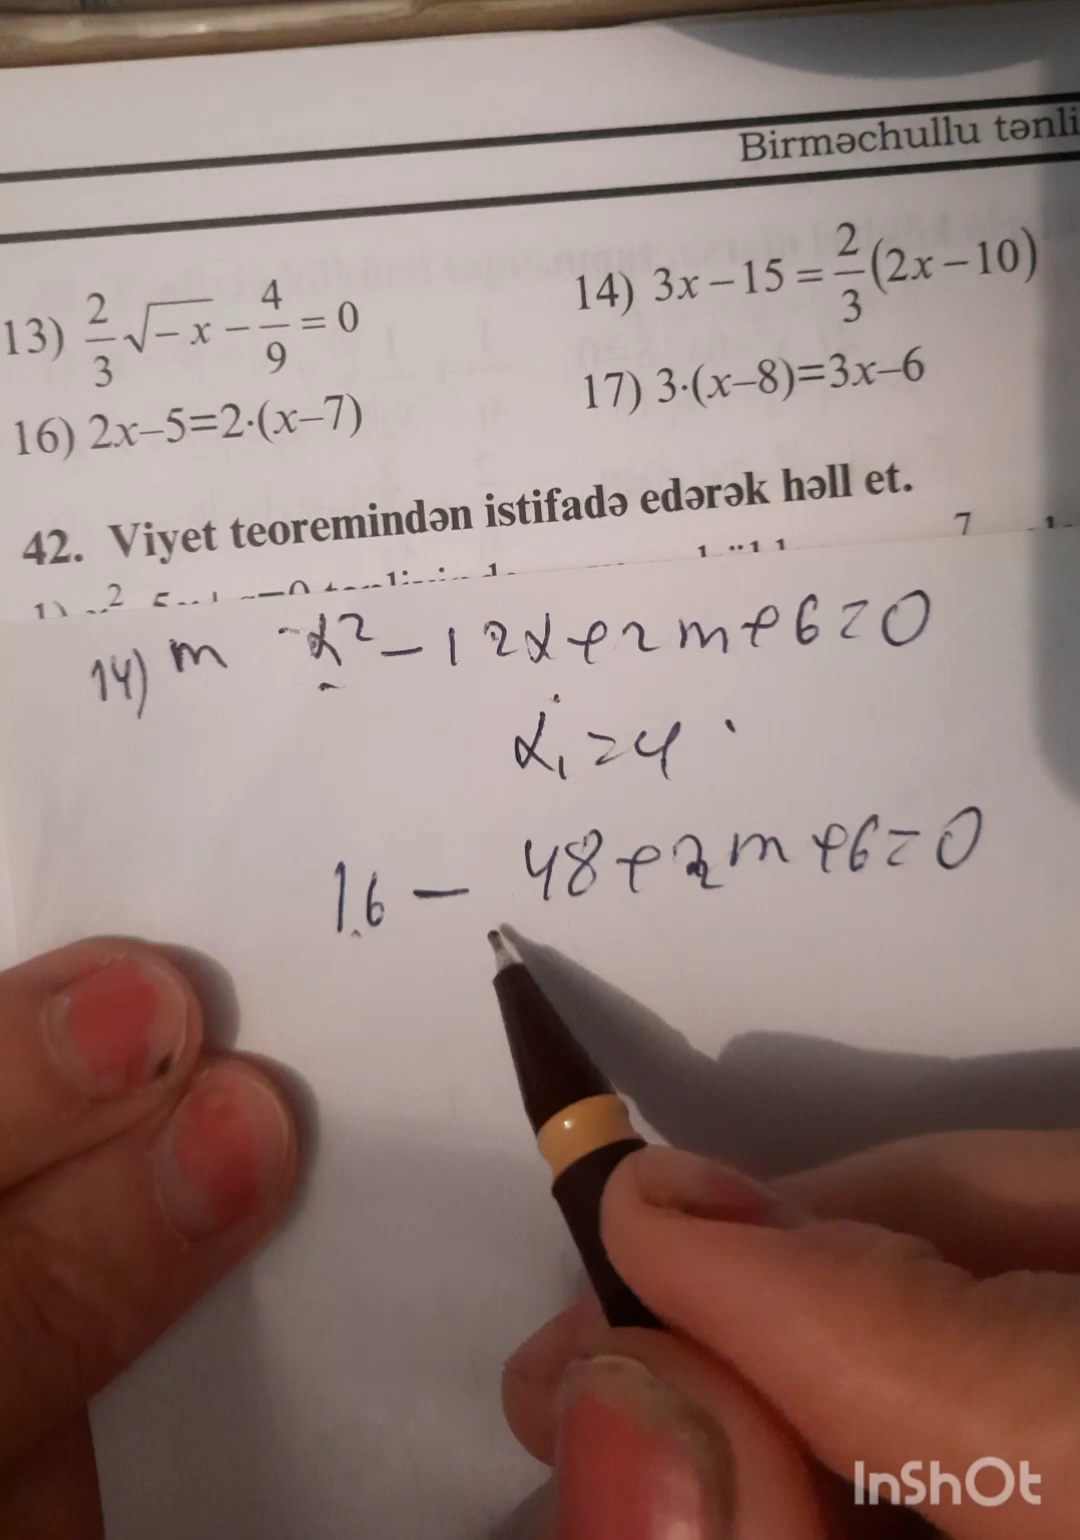 Birməchullu tənli
13) 2/3 √−x − 4/9 = 0
14) 3x − 15 = 2/3 (2x − 10)
16) 2x–5=2·(x–7)
17) 3·(x–8)=3x–6
42. Viyet teoremindən istifadə edərək həll et.
7
14) m x² − 12x + 2m + 6 = 0
x₁ = 4
16 − 48 + 2m + 6 = 0
InShOt